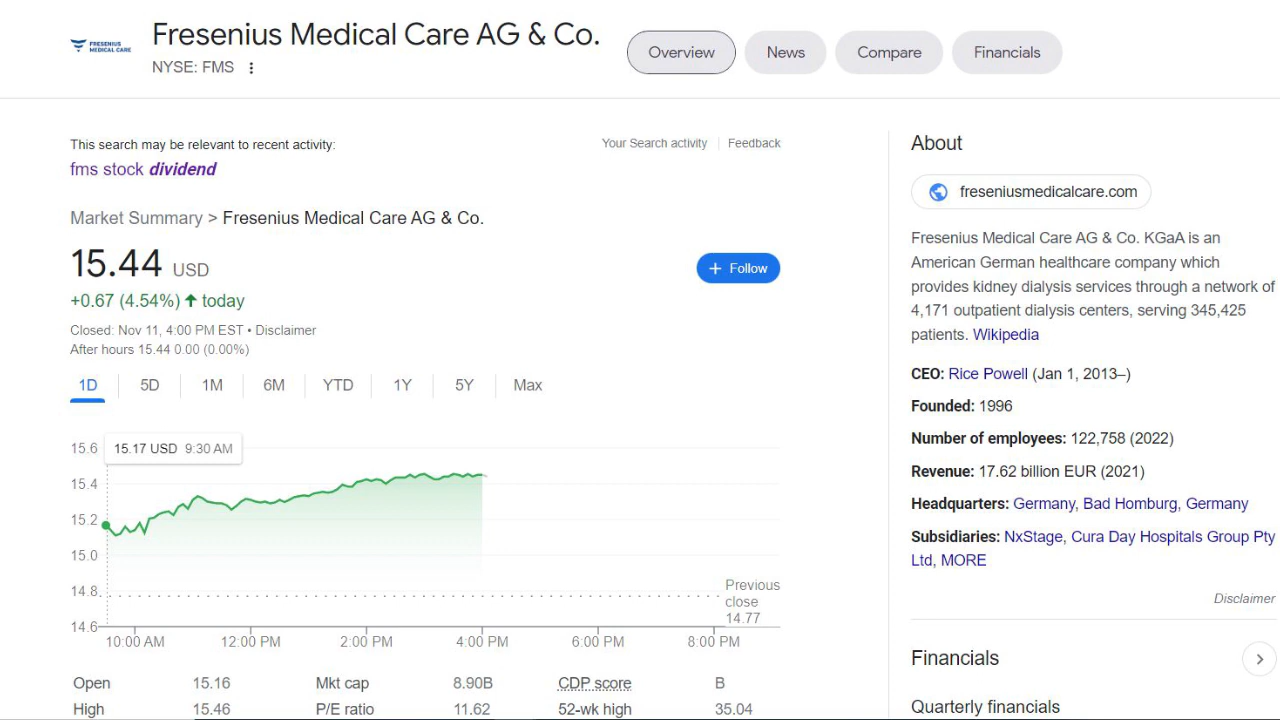 FRESENIUS
MEDICAL CARE
Fresenius Medical Care AG & Co.
NYSE: FMS
Overview
News
Compare
Financials
This search may be relevant to recent activity:
fms stock dividend
Your Search activity
Feedback
Market Summary > Fresenius Medical Care AG & Co.
15.44 USD
+ Follow
+0.67 (4.54%) ↑ today
Closed: Nov 11, 4:00 PM EST • Disclaimer
After hours 15.44 0.00 (0.00%)
1D 5D 1M 6M YTD 1Y 5Y Max
15.17 USD 9:30 AM
15.6
15.4
15.2
15.0
14.8
14.6
Previous
close
14.77
10:00 AM 12:00 PM 2:00 PM 4:00 PM 6:00 PM 8:00 PM
Open 15.16 Mkt cap 8.90B CDP score B
High 15.46 P/E ratio 11.62 52-wk high 35.04
About
freseniusmedicalcare.com
Fresenius Medical Care AG & Co. KGaA is an
American German healthcare company which
provides kidney dialysis services through a network of
4,171 outpatient dialysis centers, serving 345,425
patients. Wikipedia
CEO: Rice Powell (Jan 1, 2013–)
Founded: 1996
Number of employees: 122,758 (2022)
Revenue: 17.62 billion EUR (2021)
Headquarters: Germany, Bad Homburg, Germany
Subsidiaries: NxStage, Cura Day Hospitals Group Pty
Ltd, MORE
Disclaimer
Financials
Quarterly financials